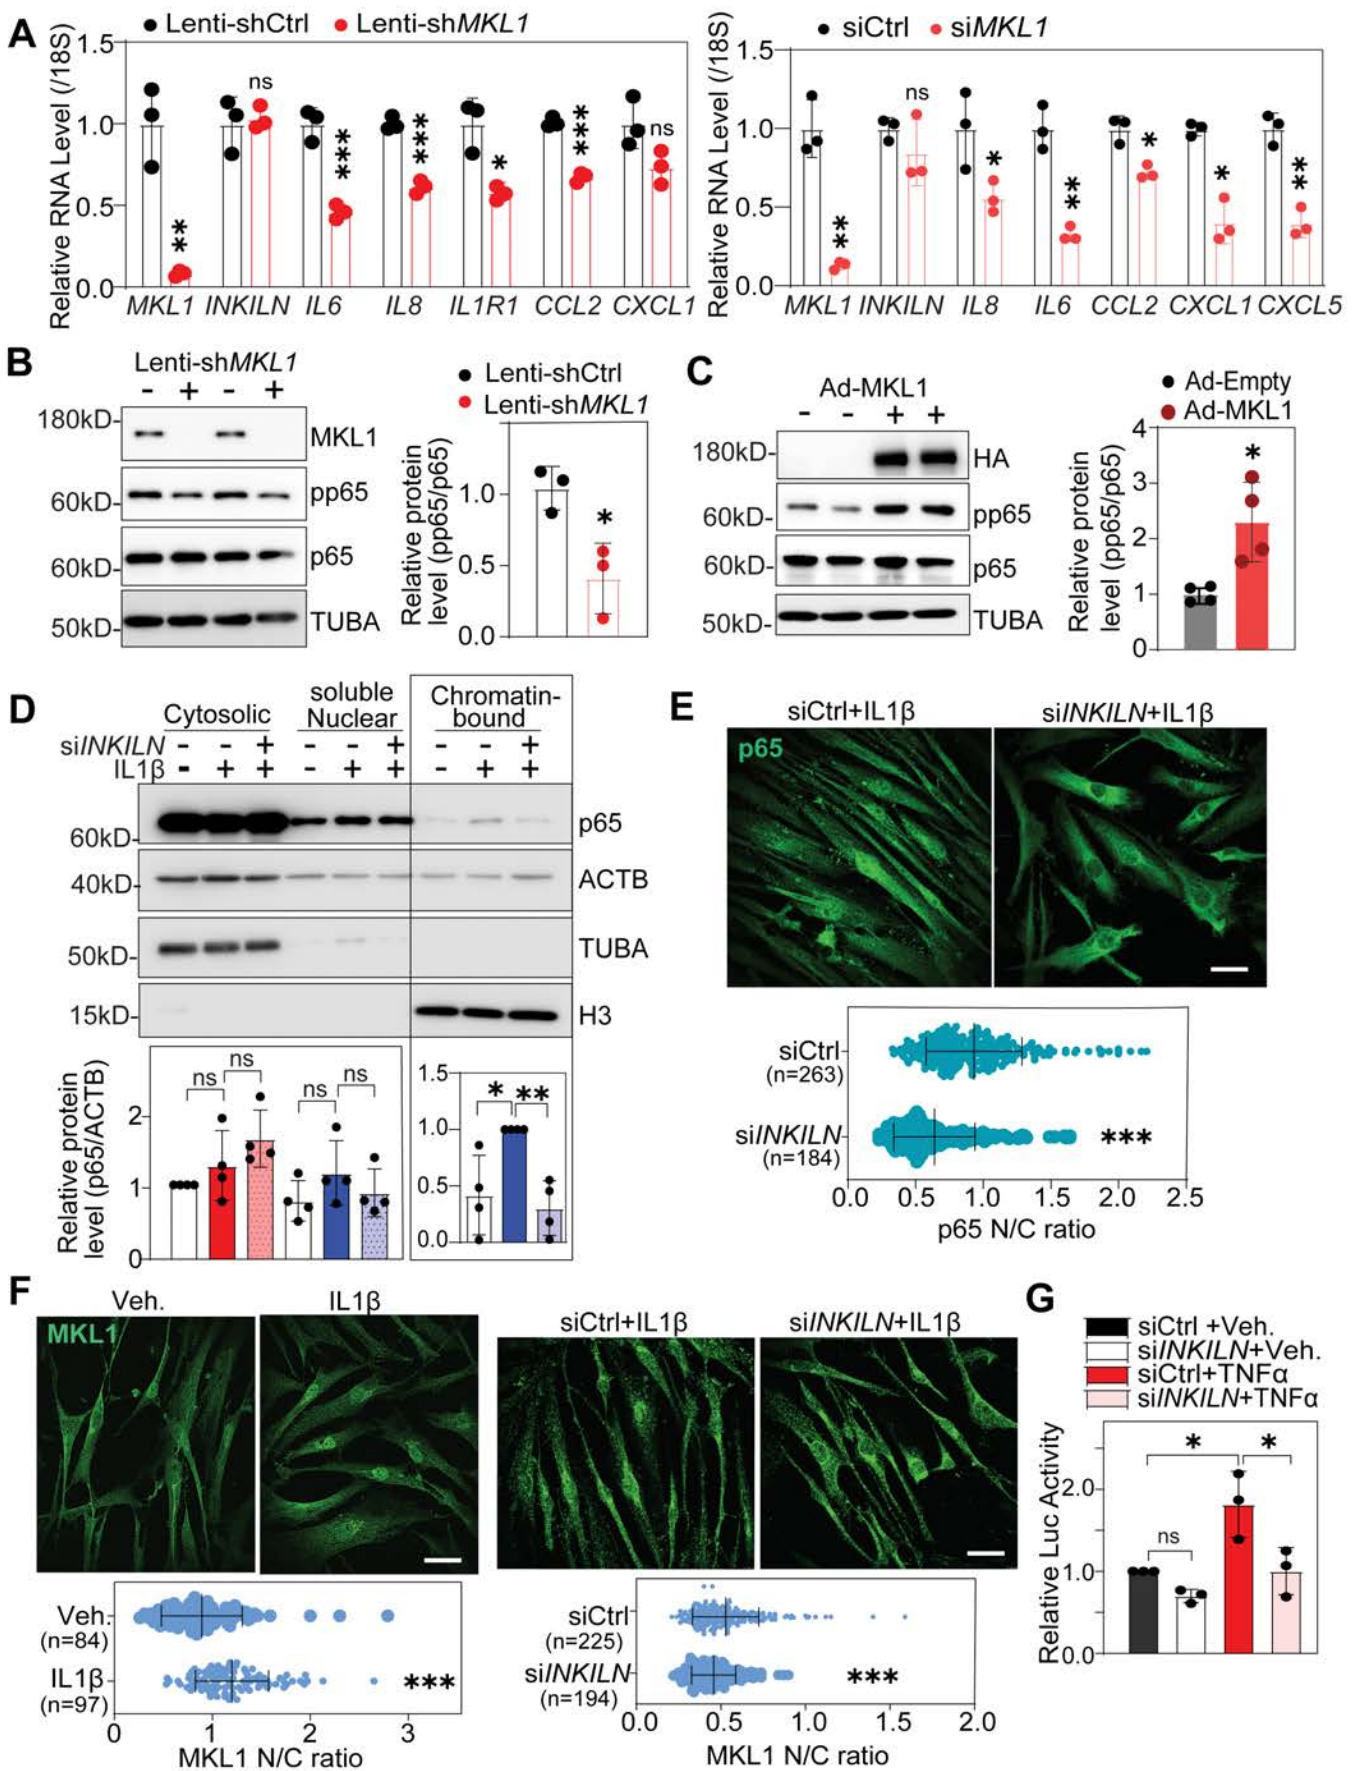 A
Lenti-shCtrl Lenti-shMKL1
Relative RNA Level (/18S)
1.5
1.0
0.5
0.0
** ns *** *** * *** ns
MKL1 INKILN IL6 IL8 IL1R1 CCL2 CXCL1
siCtrl siMKL1
Relative RNA Level (/18S)
1.5
1.0
0.5
0.0
** ns * ** * * **
MKL1 INKILN IL8 IL6 CCL2 CXCL1 CXCL5
B
Lenti-shMKL1
- + - +
180kD- MKL1
60kD- pp65
60kD- p65
50kD- TUBA
Lenti-shCtrl
Lenti-shMKL1
Relative protein
level (pp65/p65)
1.0
0.5
0.0
*
C
Ad-MKL1
- - + +
180kD- HA
60kD- pp65
60kD- p65
50kD- TUBA
Ad-Empty
Ad-MKL1
Relative protein
level (pp65/p65)
4
3
2
1
0
*
D
Cytosolic
soluble
Nuclear
Chromatin-
bound
siINKILN - - + - - + - - +
IL1β - + + - + + - + +
60kD- p65
40kD- ACTB
50kD- TUBA
15kD- H3
Relative protein
level (p65/ACTB)
2
1
0
ns ns ns ns
1.5
1.0
0.5
0.0
* **
E
siCtrl+IL1β siINKILN+IL1β
p65
siCtrl
(n=263)
siINKILN
(n=184)
***
0.0 0.5 1.0 1.5 2.0 2.5
p65 N/C ratio
F
Veh. IL1β
MKL1
Veh.
(n=84)
IL1β
(n=97)
***
0 1 2 3
MKL1 N/C ratio
siCtrl+IL1β siINKILN+IL1β
siCtrl
(n=225)
siINKILN
(n=194)
***
0.0 0.5 1.0 1.5 2.0
MKL1 N/C ratio
G
siCtrl +Veh.
siINKILN+Veh.
siCtrl+TNFα
siINKILN+TNFα
Relative Luc Activity
2.0
1.0
0.0
ns * *